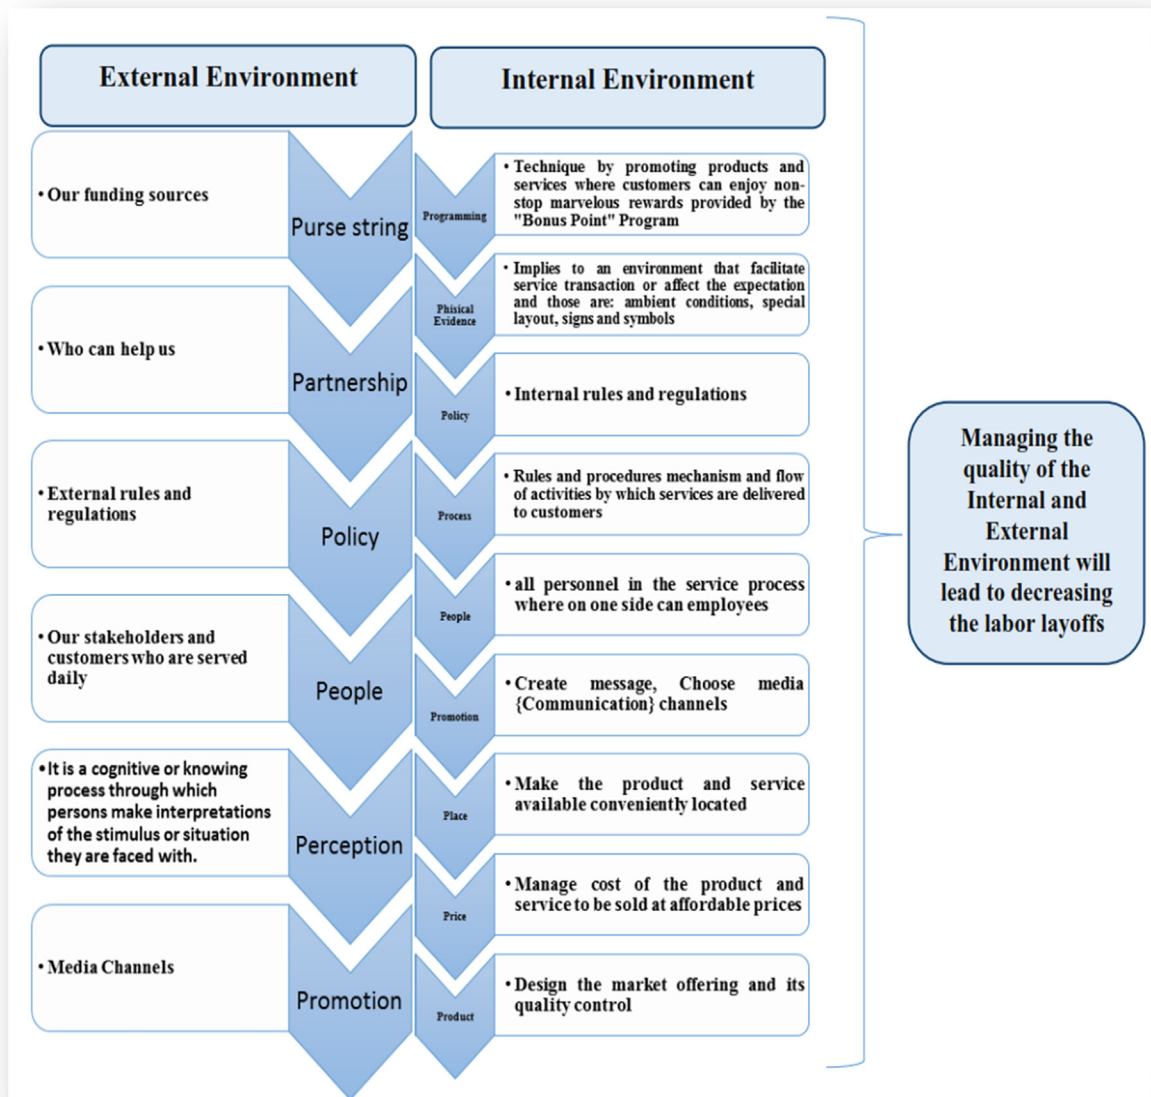 External Environment
• Our funding sources
Purse string
• Who can help us
Partnership
• External rules and
regulations
Policy
• Our stakeholders and
customers who are served
daily
People
• It is a cognitive or knowing
process through which
persons make interpretations
of the stimulus or situation
they are faced with.
Perception
• Media Channels
Promotion
Internal Environment
Programming
• Technique by promoting products and
services where customers can enjoy non-
stop marvelous rewards provided by the
"Bonus Point" Program
Phisical
Evidence
• Implies to an environment that facilitate
service transaction or affect the expectation
and those are: ambient conditions, special
layout, signs and symbols
Policy
• Internal rules and regulations
Process
• Rules and procedures mechanism and flow
of activities by which services are delivered
to customers
People
• all personnel in the service process
where on one side can employees
Promotion
• Create message, Choose media
{Communication} channels
Place
• Make the product and service
available conveniently located
Price
• Manage cost of the product and
service to be sold at affordable prices
Product
• Design the market offering and its
quality control
Managing the
quality of the
Internal and
External
Environment will
lead to decreasing
the labor layoffs